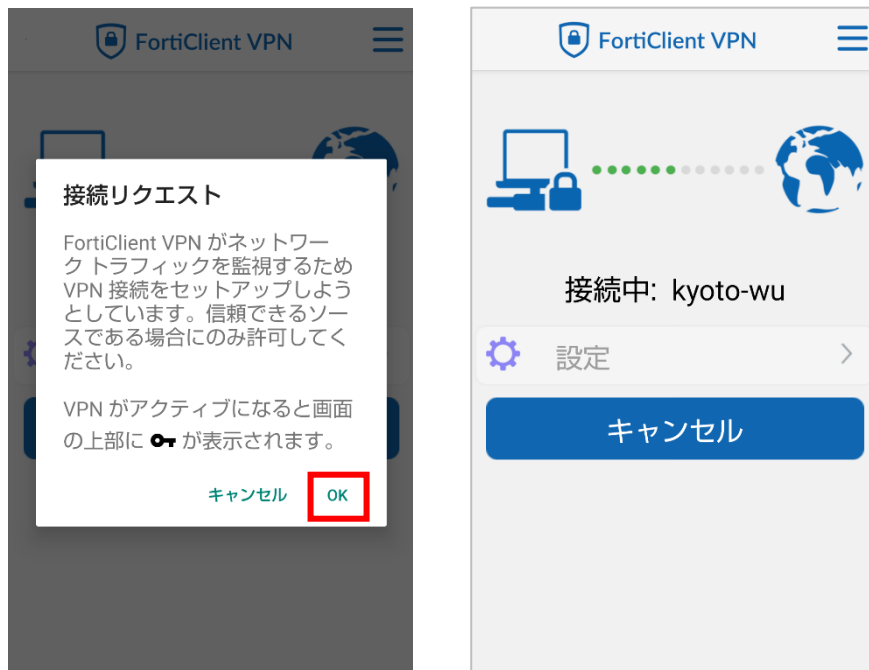 FortiClient VPN
接続リクエスト
FortiClient VPN がネットワー
ク トラフィックを監視するため
VPN 接続をセットアップしよう
としています。信頼できるソー
スである場合にのみ許可してく
ださい。
VPN がアクティブになると画面
の上部に が表示されます。
キャンセル OK
FortiClient VPN
接続中: kyoto-wu
設定
キャンセル